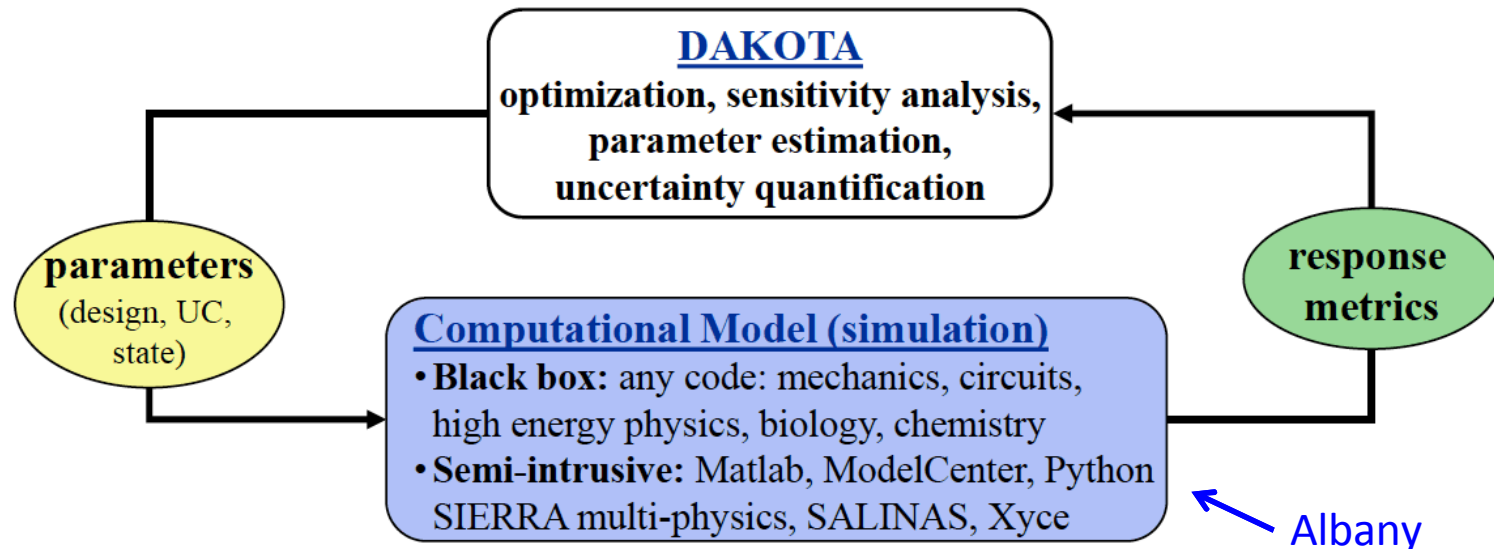 DAKOTA
optimization, sensitivity analysis,
parameter estimation,
uncertainty quantification
parameters
(design, UC,
state)
response
metrics
Computational Model (simulation)
• Black box: any code: mechanics, circuits,
high energy physics, biology, chemistry
• Semi-intrusive: Matlab, ModelCenter, Python
SIERRA multi-physics, SALINAS, Xyce
Albany